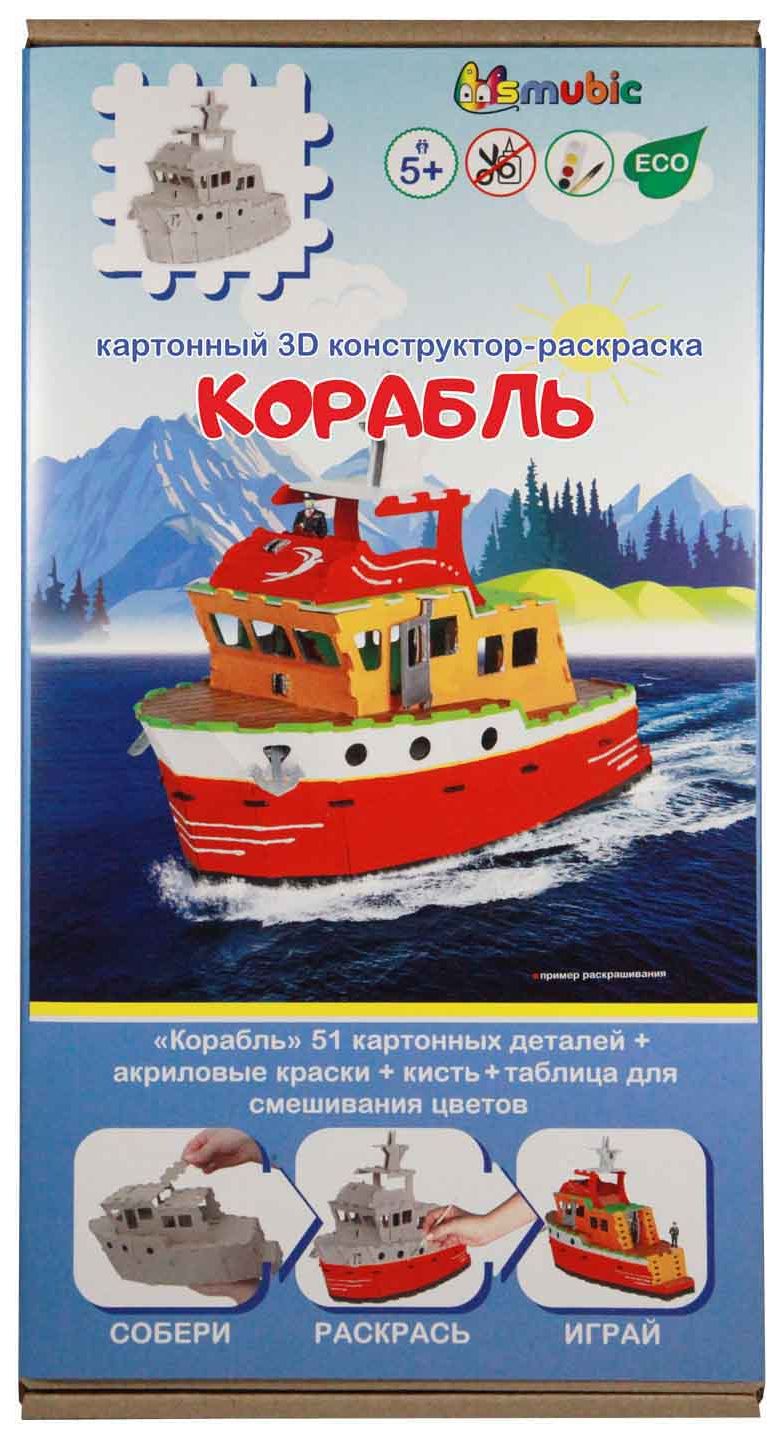 smubic
5+
ECO
картонный 3D конструктор-раскраска
КОРАБЛЬ
пример раскрашивания
«Корабль» 51 картонных деталей +
акриловые краски + кисть + таблица для
смешивания цветов
СОБЕРИ РАСКРАСЬ ИГРАЙ